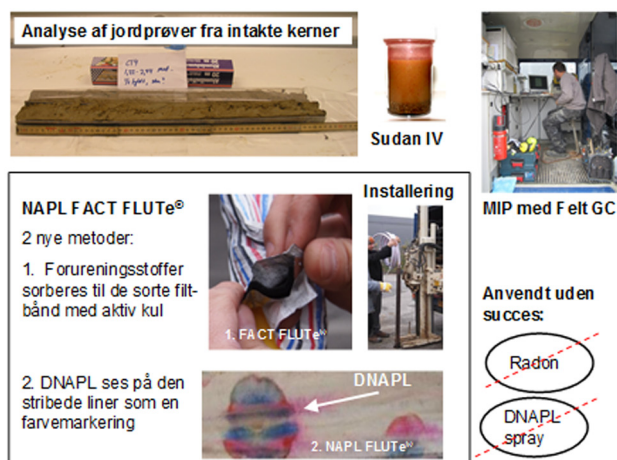 Analyse af jordprøver fra intakte kerner
Sudan IV
MIP med Felt GC
NAPL FACT FLUTe®
2 nye metoder:
1. Forureningsstoffer
sorberes til de sorte filt-
bånd med aktiv kul
1. FACT FLUTe
Installering
2. DNAPL ses på den
stribede liner som en
farvemarkering
DNAPL
2. NAPL FLUTe
Anvendt uden
succes:
Radon
DNAPL
spray